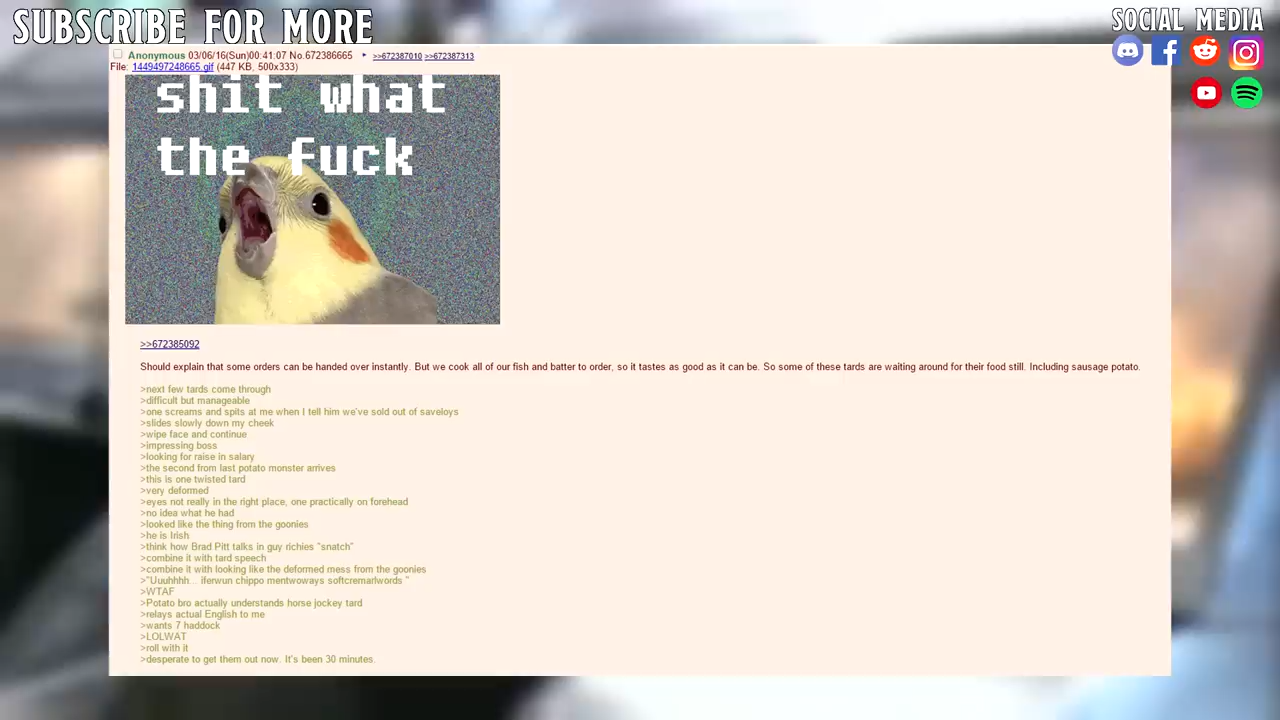 SUBSCRIBE FOR MORE
SOCIAL MEDIA
Anonymous 03/06/16(Sun)00:41:07 No.672386665 >>672387010 >>672387313
File: 1449497248665.gif (447 KB, 500x333)
shit what
the fuck
>>672385092
Should explain that some orders can be handed over instantly. But we cook all of our fish and batter to order, so it tastes as good as it can be. So some of these tards are waiting around for their food still. Including sausage potato.
>next few tards come through
>difficult but manageable
>one screams and spits at me when I tell him we've sold out of saveloys
>slides slowly down my cheek
>wipe face and continue
>impressing boss
>looking for raise in salary
>the second from last potato monster arrives
>this is one twisted tard
>very deformed
>eyes not really in the right place, one practically on forehead
>no idea what he had
>looked like the thing from the goonies
>he is Irish
>think how Brad Pitt talks in guy richies "snatch"
>combine it with tard speech
>combine it with looking like the deformed mess from the goonies
>"Uuuhhhh... iferwun chippo mentwoways softcremarlwords "
>WTAF
>Potato bro actually understands horse jockey tard
>relays actual English to me
>wants 7 haddock
>LOLWAT
>roll with it
>desperate to get them out now. It's been 30 minutes.